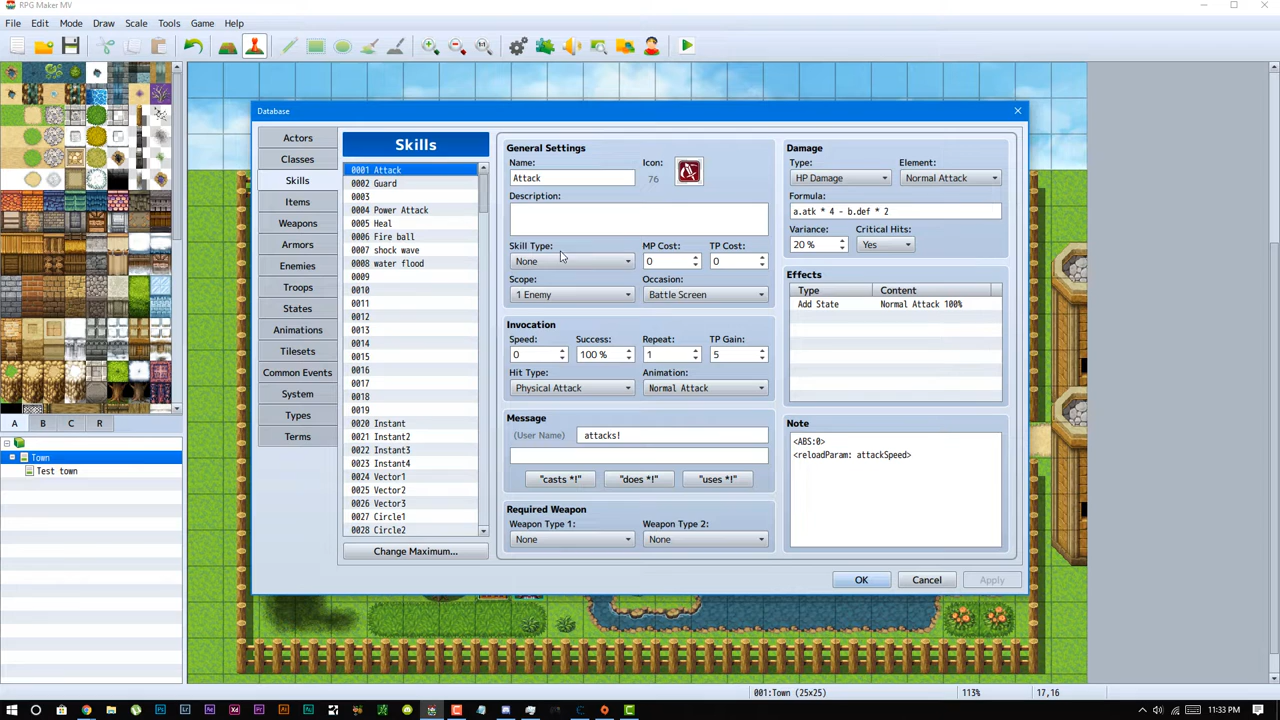 RPG Maker MV
File Edit Mode Draw Scale Tools Game Help
Database
Actors
Classes
Skills
Items
Weapons
Armors
Enemies
Troops
States
Animations
Tilesets
Common Events
System
Types
Terms
Skills
0001 Attack
0002 Guard
0003
0004 Power Attack
0005 Heal
0006 Fire ball
0007 shock wave
0008 water flood
0009
0010
0011
0012
0013
0014
0015
0016
0017
0018
0019
0020 Instant
0021 Instant2
0022 Instant3
0023 Instant4
0024 Vector1
0025 Vector2
0026 Vector3
0027 Circle1
0028 Circle2
Change Maximum...
General Settings
Name: Icon:
Attack 76
Description:
Skill Type: MP Cost: TP Cost:
None 0 0
Scope: Occasion:
1 Enemy Battle Screen
Invocation
Speed: Success: Repeat: TP Gain:
0 100 % 1 5
Hit Type: Animation:
Physical Attack Normal Attack
Message
(User Name) attacks!
"casts *!" "does *!" "uses *!"
Required Weapon
Weapon Type 1: Weapon Type 2:
None None
Damage
Type: Element:
HP Damage Normal Attack
Formula:
a.atk * 4 - b.def * 2
Variance: Critical Hits:
20 % Yes
Effects
Type Content
Add State Normal Attack 100%
Note
<ABS:0>
<reloadParam: attackSpeed>
OK Cancel Apply
A B C R
Town
Test town
001:Town (25x25) 113% 17,16
11:33 PM